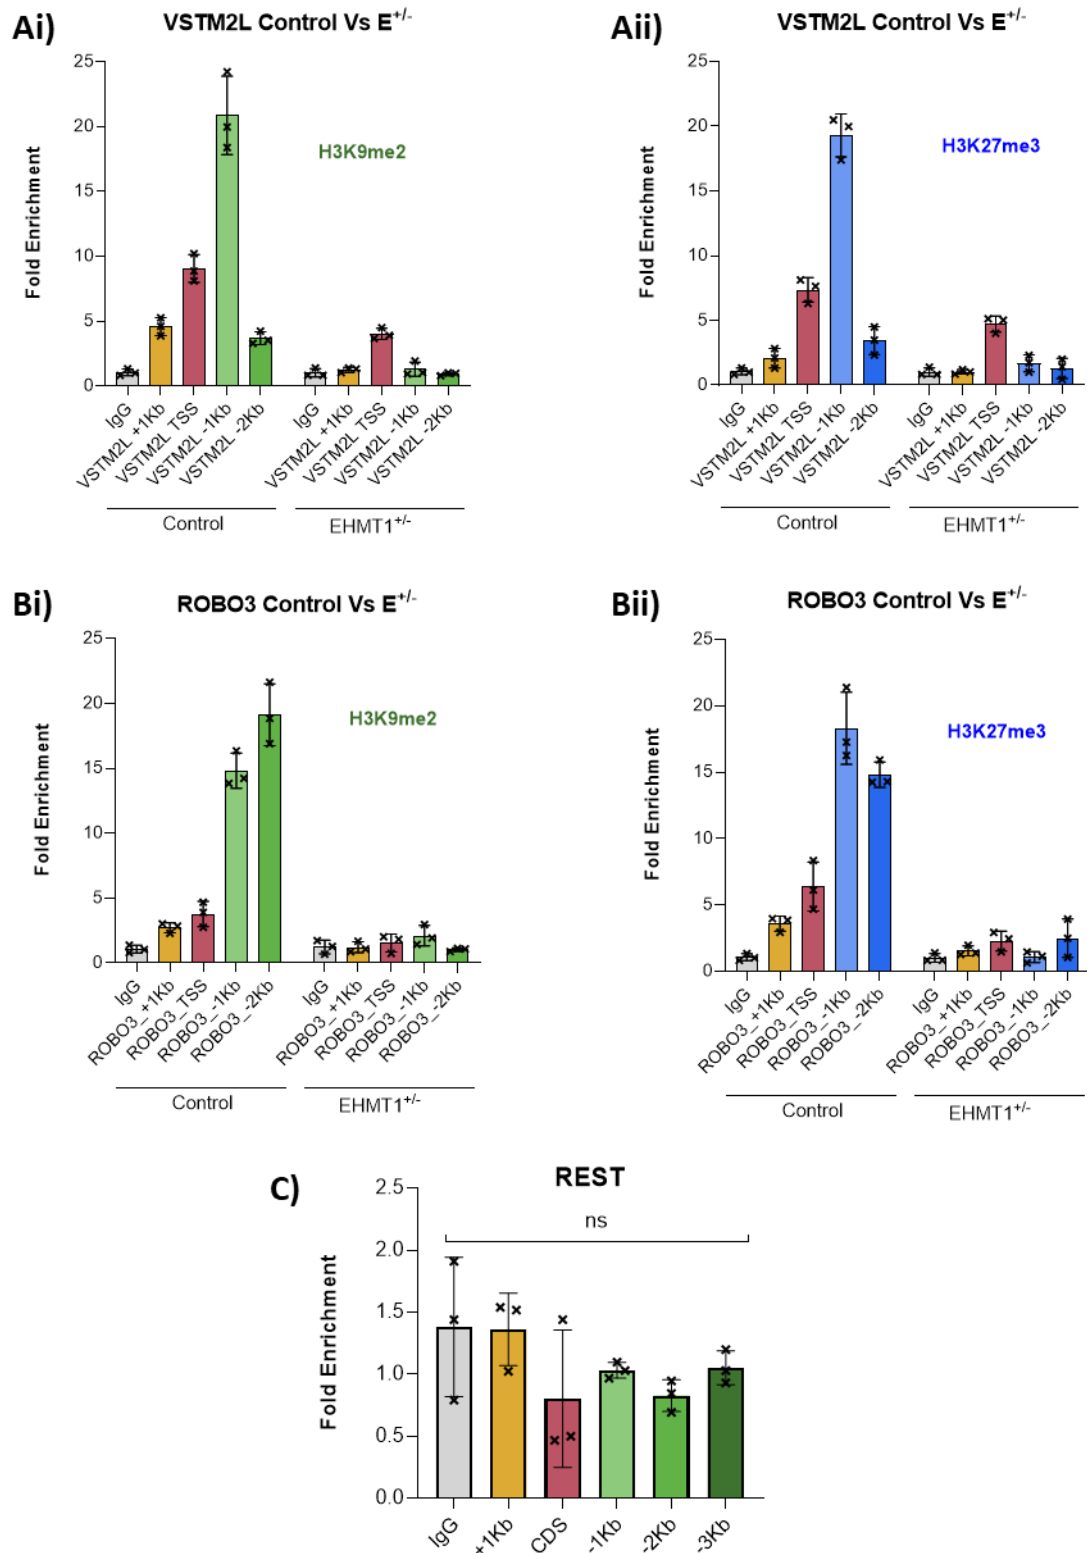 Ai)
VSTM2L Control Vs E+/-
Fold Enrichment
25
20
15
10
5
0
H3K9me2
IgG
VSTM2L +1Kb
VSTM2L TSS
VSTM2L -1Kb
VSTM2L -2Kb
IgG
VSTM2L +1Kb
VSTM2L TSS
VSTM2L -1Kb
VSTM2L -2Kb
Control
EHMT1+/-
Aii)
VSTM2L Control Vs E+/-
Fold Enrichment
25
20
15
10
5
0
H3K27me3
IgG
VSTM2L +1Kb
VSTM2L TSS
VSTM2L -1Kb
VSTM2L -2Kb
IgG
VSTM2L +1Kb
VSTM2L TSS
VSTM2L -1Kb
VSTM2L -2Kb
Control
EHMT1+/-
Bi)
ROBO3 Control Vs E+/-
Fold Enrichment
25
20
15
10
5
0
H3K9me2
IgG
ROBO3_+1Kb
ROBO3_TSS
ROBO3_-1Kb
ROBO3_-2Kb
IgG
ROBO3_+1Kb
ROBO3_TSS
ROBO3_-1Kb
ROBO3_-2Kb
Control
EHMT1+/-
Bii)
ROBO3 Control Vs E+/-
Fold Enrichment
25
20
15
10
5
0
H3K27me3
IgG
ROBO3_+1Kb
ROBO3_TSS
ROBO3_-1Kb
ROBO3_-2Kb
IgG
ROBO3_+1Kb
ROBO3_TSS
ROBO3_-1Kb
ROBO3_-2Kb
Control
EHMT1+/-
C)
REST
Fold Enrichment
2.5
2.0
1.5
1.0
0.5
0.0
ns
IgG
+1Kb
CDS
-1Kb
-2Kb
-3Kb